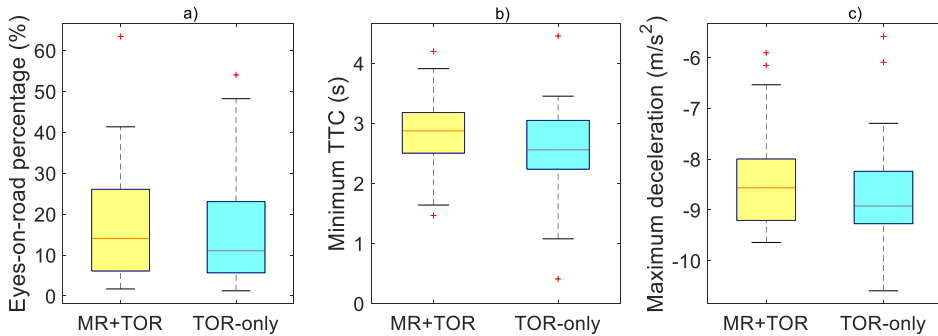 a)
Eyes-on-road percentage (%)
60
50
40
30
20
10
0
MR+TOR TOR-only
b)
Minimum TTC (s)
4
3
2
1
0
MR+TOR TOR-only
c)
Maximum deceleration (m/s²)
-6
-7
-8
-9
-10
MR+TOR TOR-only